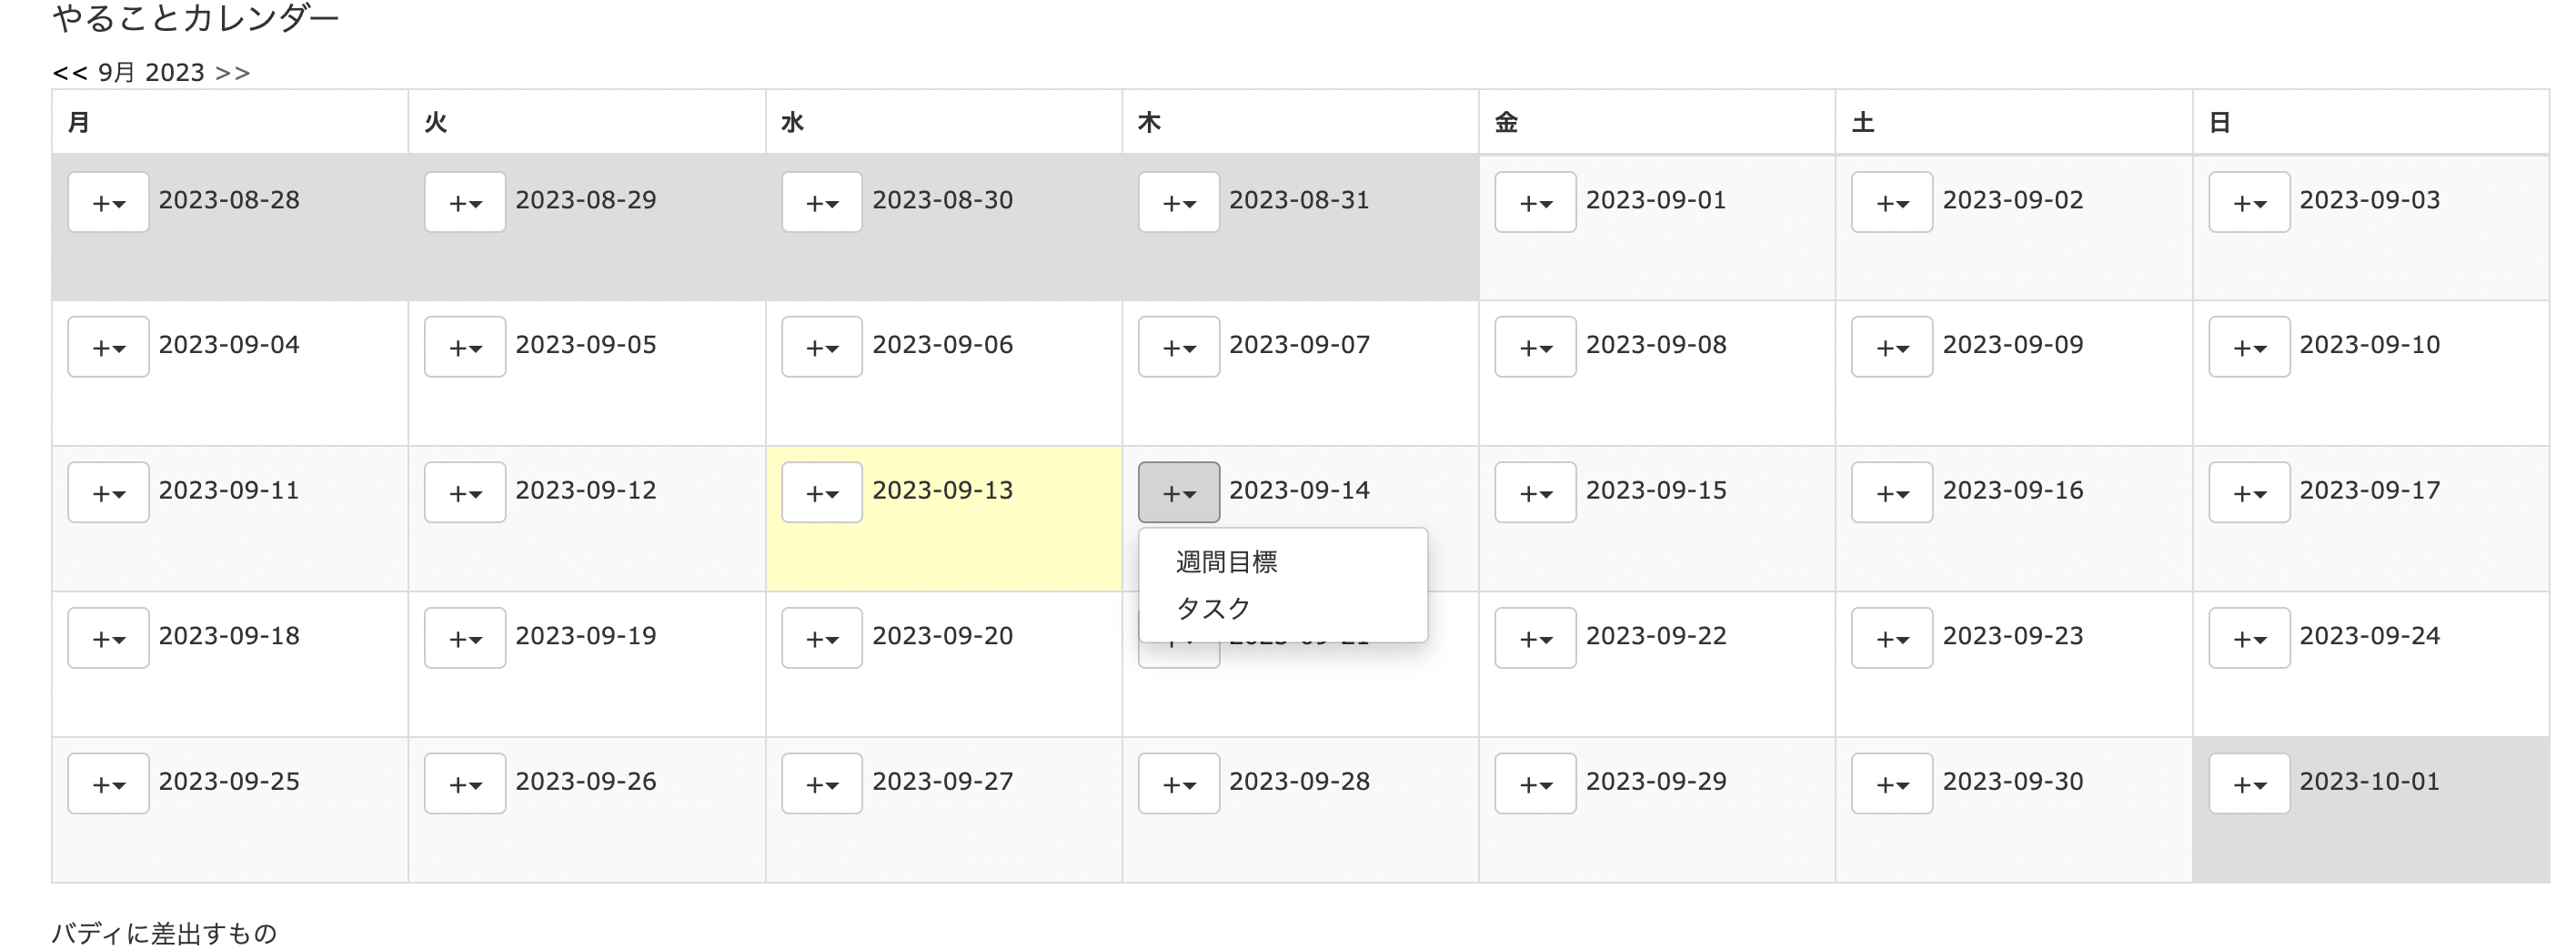 やることカレンダー
<< 9月 2023 >>
月 火 水 木 金 土 日
+ 2023-08-28 + 2023-08-29 + 2023-08-30 + 2023-08-31 + 2023-09-01 + 2023-09-02 + 2023-09-03
+ 2023-09-04 + 2023-09-05 + 2023-09-06 + 2023-09-07 + 2023-09-08 + 2023-09-09 + 2023-09-10
+ 2023-09-11 + 2023-09-12 + 2023-09-13 + 2023-09-14 + 2023-09-15 + 2023-09-16 + 2023-09-17
週間目標
タスク
+ 2023-09-18 + 2023-09-19 + 2023-09-20 + 2023-09-22 + 2023-09-23 + 2023-09-24
+ 2023-09-25 + 2023-09-26 + 2023-09-27 + 2023-09-28 + 2023-09-29 + 2023-09-30 + 2023-10-01
バディに差出すもの